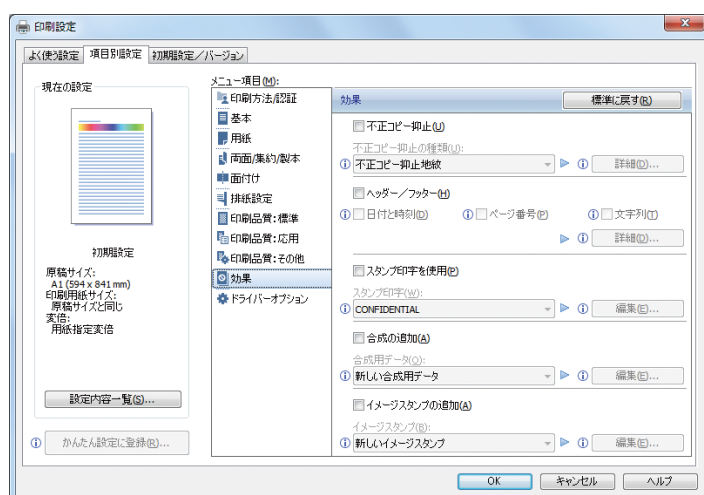 印刷設定
よく使う設定 項目別設定 初期設定／バージョン
現在の設定
初期設定
原稿サイズ:
A1 (594 x 841 mm)
印刷用紙サイズ:
原稿サイズと同じ
変倍:
用紙指定変倍
設定内容一覧(S)...
かんたん設定に登録(R)...
メニュー項目(M):
印刷方法/認証
基本
用紙
両面/集約/製本
面付け
排紙設定
印刷品質:標準
印刷品質:応用
印刷品質:その他
効果
ドライバーオプション
効果 標準に戻す(R)
不正コピー抑止(U)
不正コピー抑止の種類(U):
不正コピー抑止地紋 詳細(D)...
ヘッダー／フッター(H)
日付と時刻(D) ページ番号(P) 文字列(T)
詳細(D)...
スタンプ印字を使用(P)
スタンプ印字(W):
CONFIDENTIAL 編集(C)...
合成の追加(A)
合成用データ(O):
新しい合成用データ 編集(E)...
イメージスタンプの追加(A)
イメージスタンプ(B):
新しいイメージスタンプ 編集(E)...
OK キャンセル ヘルプ